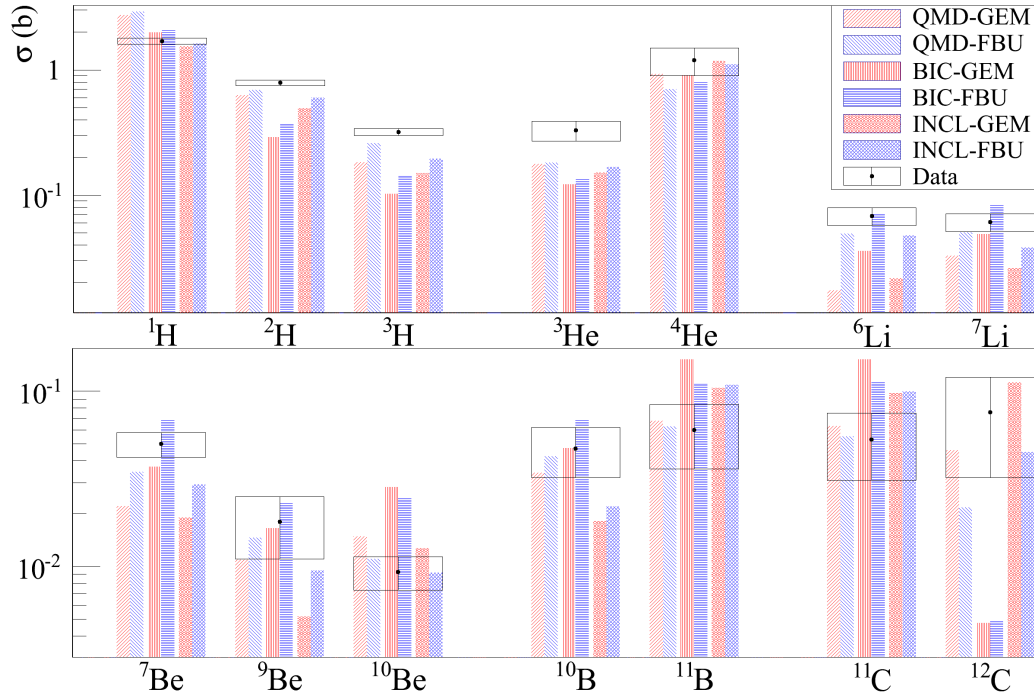 σ (b)
1
10⁻¹
QMD-GEM
QMD-FBU
BIC-GEM
BIC-FBU
INCL-GEM
INCL-FBU
Data
¹H ²H ³H ³He ⁴He ⁶Li ⁷Li
10⁻¹
10⁻²
⁷Be ⁹Be ¹⁰Be ¹⁰B ¹¹B ¹¹C ¹²C